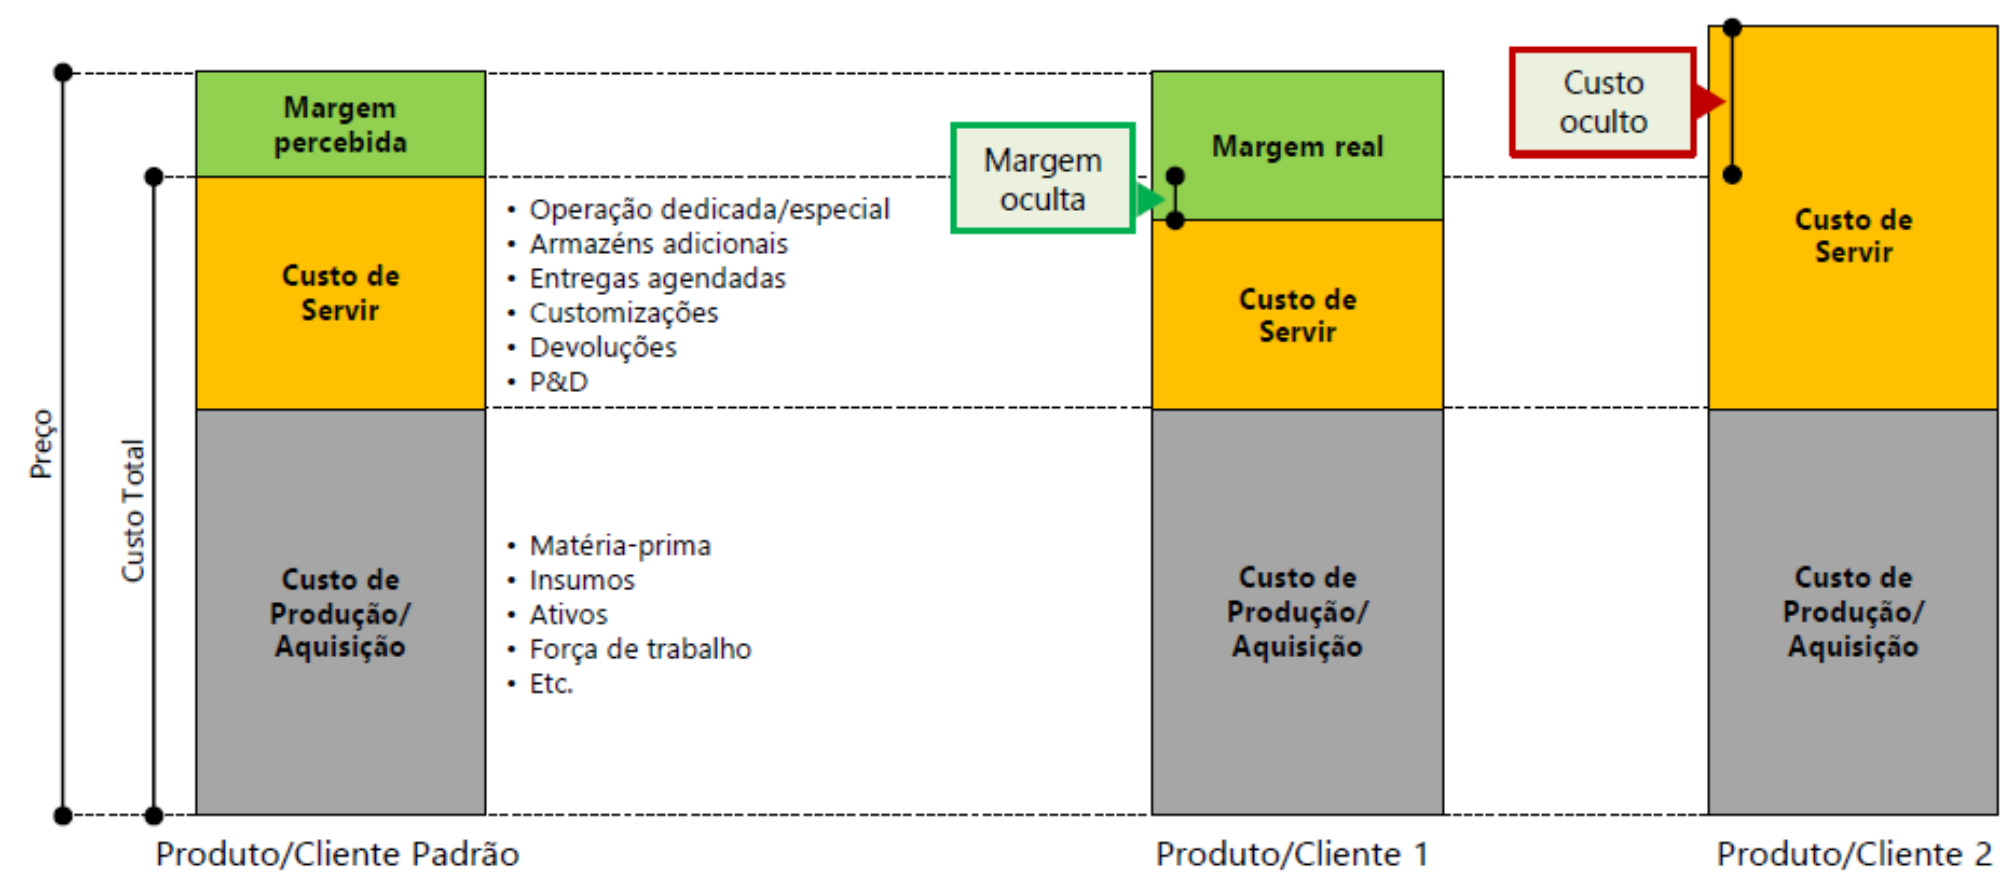 Preço
Custo Total
Margem
percebida
Custo de
Servir
Custo de
Produção/
Aquisição
Produto/Cliente Padrão
• Operação dedicada/especial
• Armazéns adicionais
• Entregas agendadas
• Customizações
• Devoluções
• P&D
• Matéria-prima
• Insumos
• Ativos
• Força de trabalho
• Etc.
Margem
oculta
Margem real
Custo de
Servir
Custo de
Produção/
Aquisição
Produto/Cliente 1
Custo
oculto
Custo de
Servir
Custo de
Produção/
Aquisição
Produto/Cliente 2